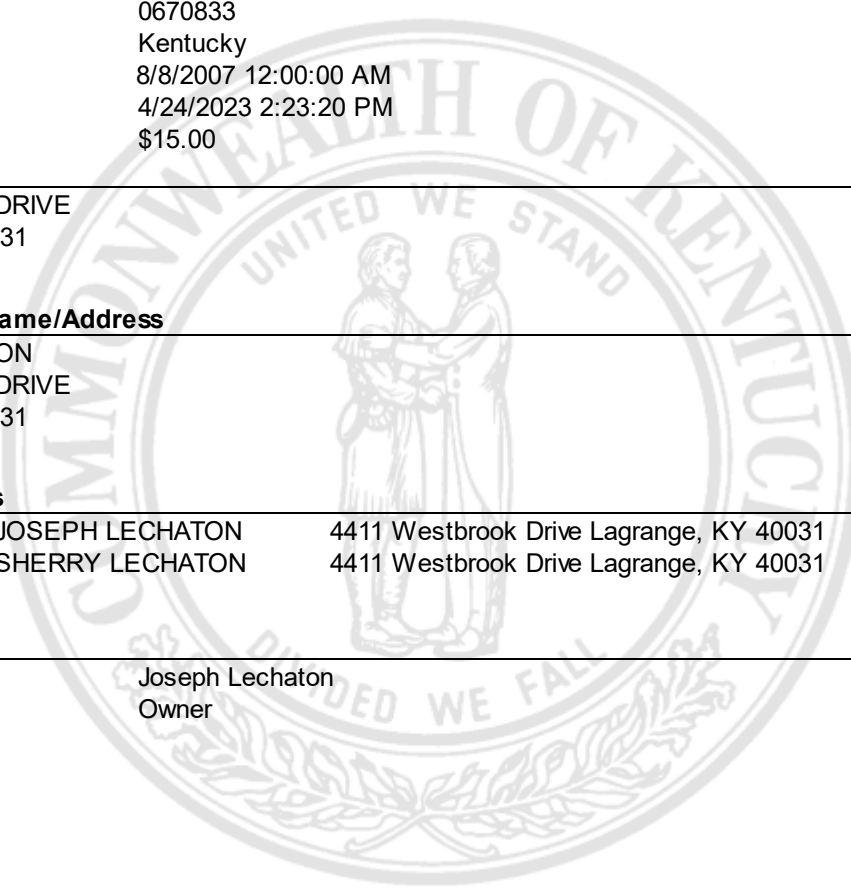 0670833
Kentucky
8/8/2007 12:00:00 AM
4/24/2023 2:23:20 PM
$15.00
DRIVE
31
ame/Address
ON
DRIVE
31
s
JOSEPH LECHATON 4411 Westbrook Drive Lagrange, KY 40031
SHERRY LECHATON 4411 Westbrook Drive Lagrange, KY 40031
Joseph Lechaton
Owner
COMMONWEALTH OF KENTUCKY
UNITED WE STAND
DIVIDED WE FALL